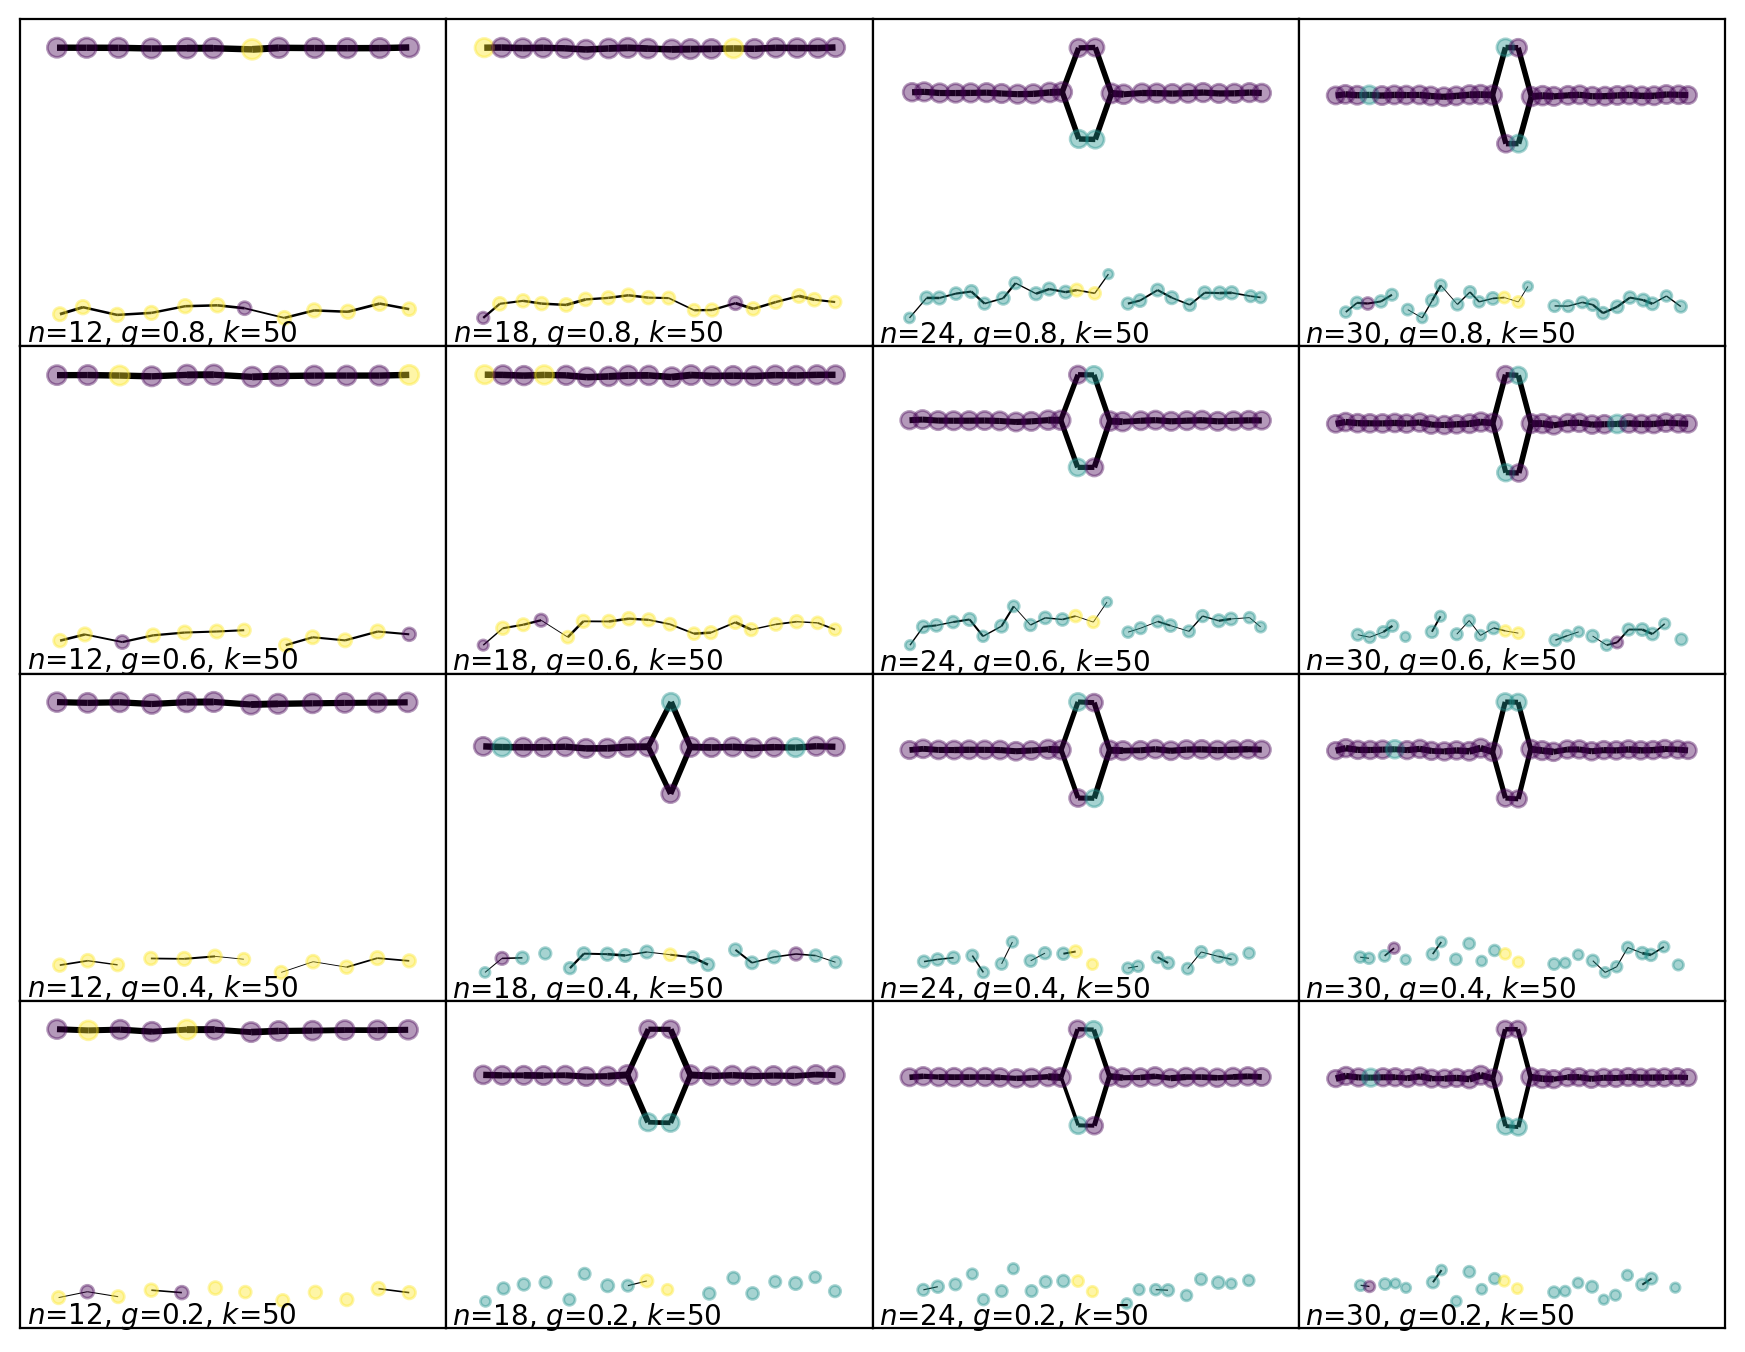 n=12, g=0.8, k=50
n=18, g=0.8, k=50
n=24, g=0.8, k=50
n=30, g=0.8, k=50
n=12, g=0.6, k=50
n=18, g=0.6, k=50
n=24, g=0.6, k=50
n=30, g=0.6, k=50
n=12, g=0.4, k=50
n=18, g=0.4, k=50
n=24, g=0.4, k=50
n=30, g=0.4, k=50
n=12, g=0.2, k=50
n=18, g=0.2, k=50
n=24, g=0.2, k=50
n=30, g=0.2, k=50